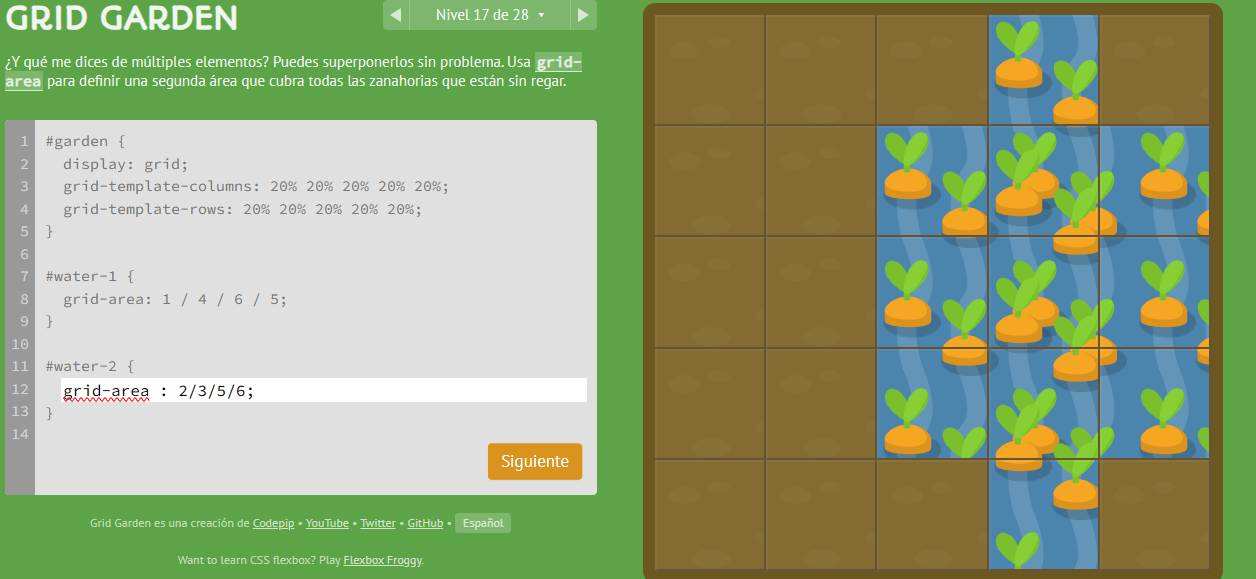 GRID GARDEN
Nivel 17 de 28
¿Y qué me dices de múltiples elementos? Puedes superponerlos sin problema. Usa grid-
area para definir una segunda área que cubra todas las zanahorias que están sin regar.
1 #garden {
2 display: grid;
3 grid-template-columns: 20% 20% 20% 20% 20%;
4 grid-template-rows: 20% 20% 20% 20% 20%;
5 }
6
7 #water-1 {
8 grid-area: 1 / 4 / 6 / 5;
9 }
10
11 #water-2 {
12 grid-area : 2/3/5/6;
13 }
14
Siguiente
Grid Garden es una creación de Codepip • YouTube • Twitter • GitHub • Español
Want to learn CSS flexbox? Play Flexbox Froggy.